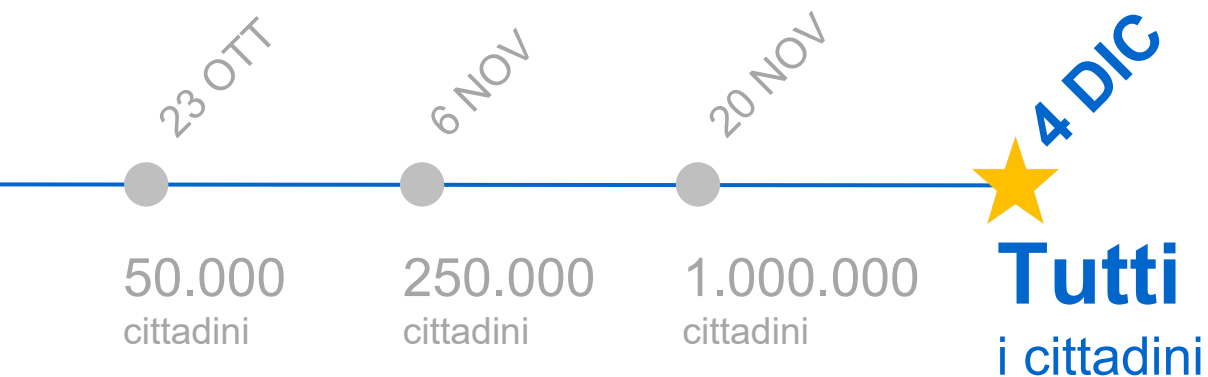 23 OTT
6 NOV
20 NOV
4 DIC
50.000
cittadini
250.000
cittadini
1.000.000
cittadini
Tutti
i cittadini